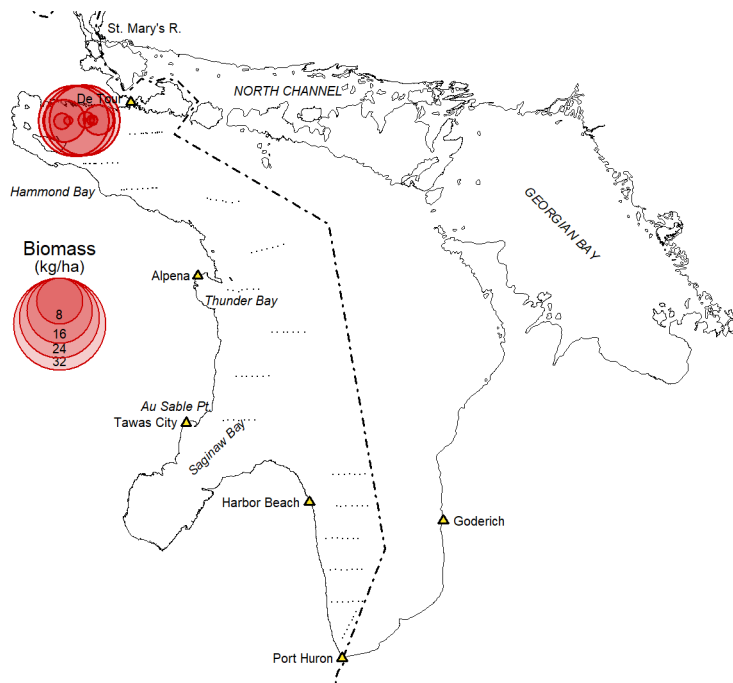 St. Mary's R.
NORTH CHANNEL
De Tour
Hammond Bay
GEORGIAN BAY
Biomass
(kg/ha)
8
16
24
32
Alpena
Thunder Bay
Au Sable Pt.
Tawas City
Saginaw Bay
Harbor Beach
Goderich
Port Huron